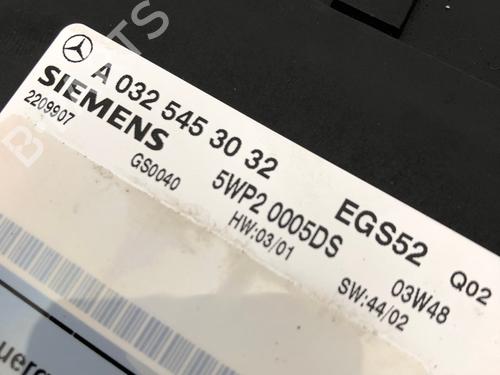 A 032 545 30 32
SIEMENS
2209907
GS0040
5WP2 0005DS
EGS52
Q02
HW:03/01
03W48
SW:44/02